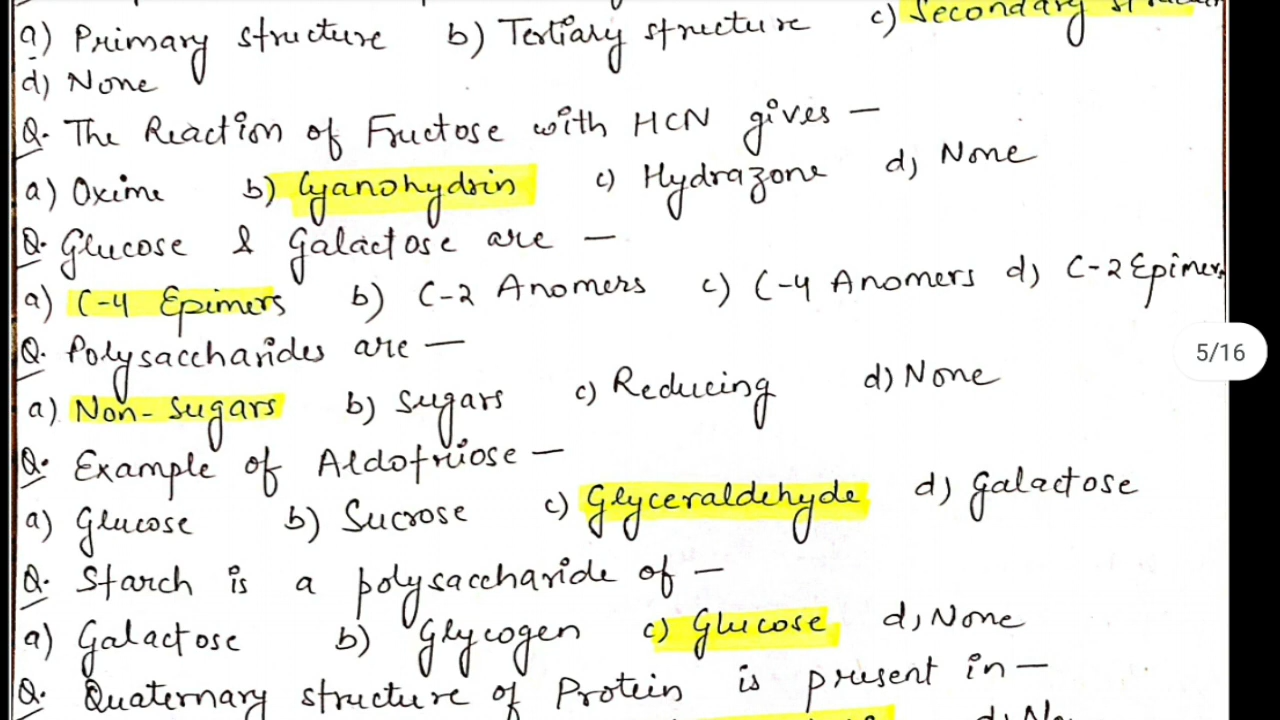 a) Primary structure b) Tertiary structure c) Secondary
d) None
Q. The Reaction of Fructose with HCN gives —
a) Oxime b) Cyanohydrin c) Hydrazone d) None
Q. Glucose & Galactose are —
a) C-4 Epimers b) C-2 Anomers c) C-4 Anomers d) C-2 Epimers
Q. Polysaccharides are —
5/16
a) Non-Sugars b) Sugars c) Reducing d) None
Q. Example of Aldotriose —
a) Glucose b) Sucrose c) Glyceraldehyde d) Galactose
Q. Starch is a polysaccharide of —
a) Galactose b) Glycogen c) Glucose d) None
Q. Quaternary structure of Protein is present in —